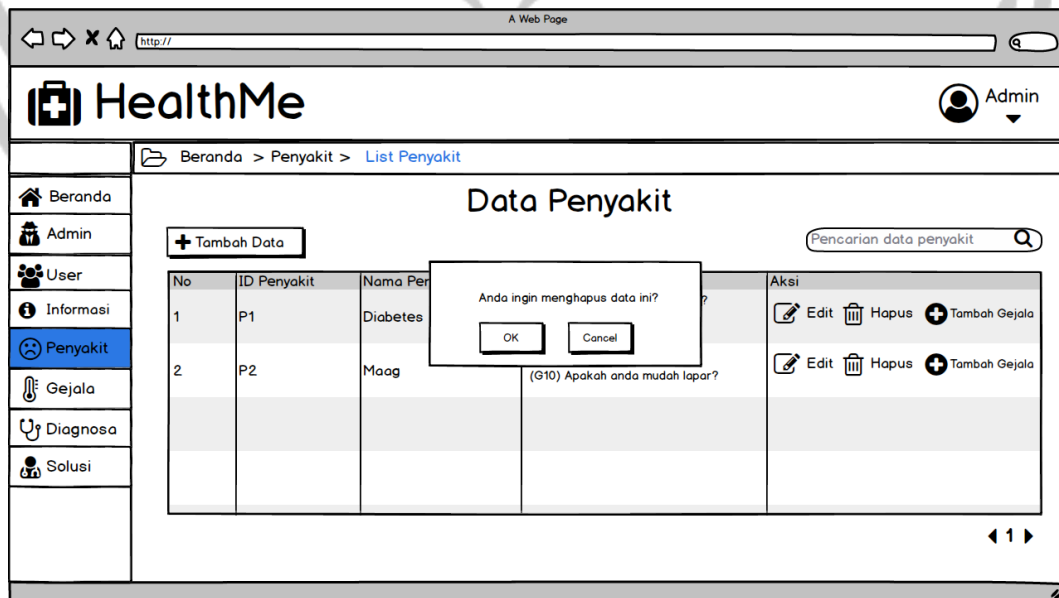 A Web Page
http://
HealthMe
Admin
Beranda > Penyakit > List Penyakit
Beranda
Admin
User
Informasi
Penyakit
Gejala
Diagnosa
Solusi
Data Penyakit
Tambah Data
Pencarian data penyakit
No ID Penyakit Nama Aksi
1 P1 Diabetes ? Edit Hapus Tambah Gejala
Anda ingin menghapus data ini?
OK Cancel
2 P2 Maag (G10) Apakah anda mudah lapar? Edit Hapus Tambah Gejala
1